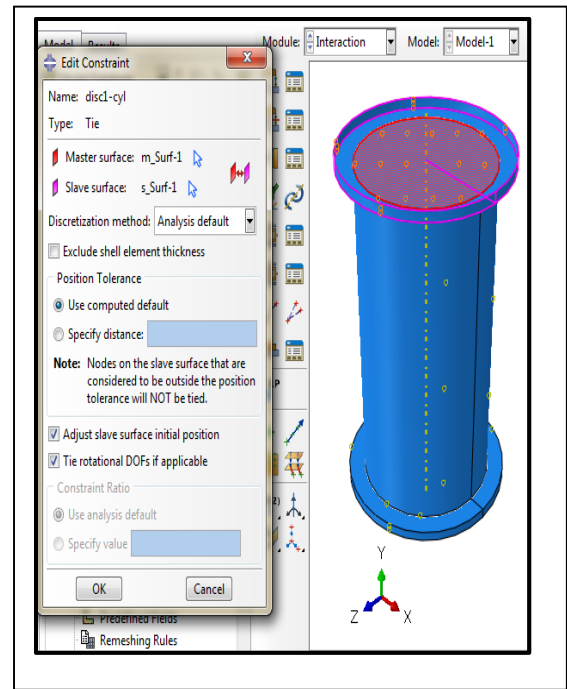 Model Results
Module: Interaction Model: Model-1
Edit Constraint
Name: disc1-cyl
Type: Tie
Master surface: m_Surf-1
Slave surface: s_Surf-1
Discretization method: Analysis default
Exclude shell element thickness
Position Tolerance
Use computed default
Specify distance:
Note: Nodes on the slave surface that are
considered to be outside the position
tolerance will NOT be tied.
Adjust slave surface initial position
Tie rotational DOFs if applicable
Constraint Ratio
Use analysis default
Specify value
OK Cancel
Predefined Fields
Remeshing Rules
Y
Z X